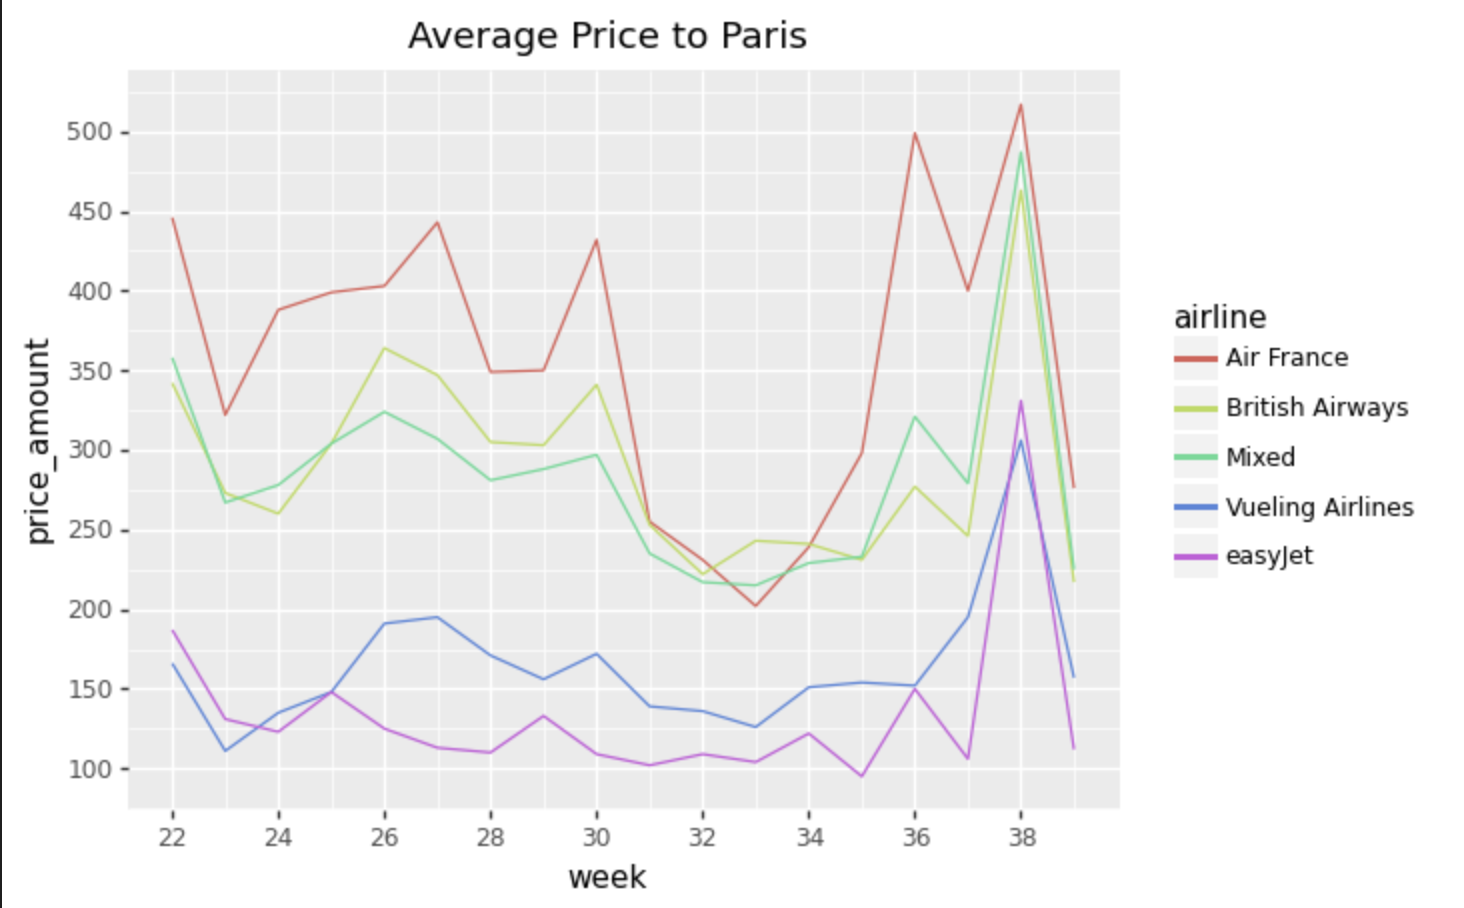 Average Price to Paris
500
450
400
350
300
250
200
150
100
price_amount
22 24 26 28 30 32 34 36 38
week
airline
Air France
British Airways
Mixed
Vueling Airlines
easyJet